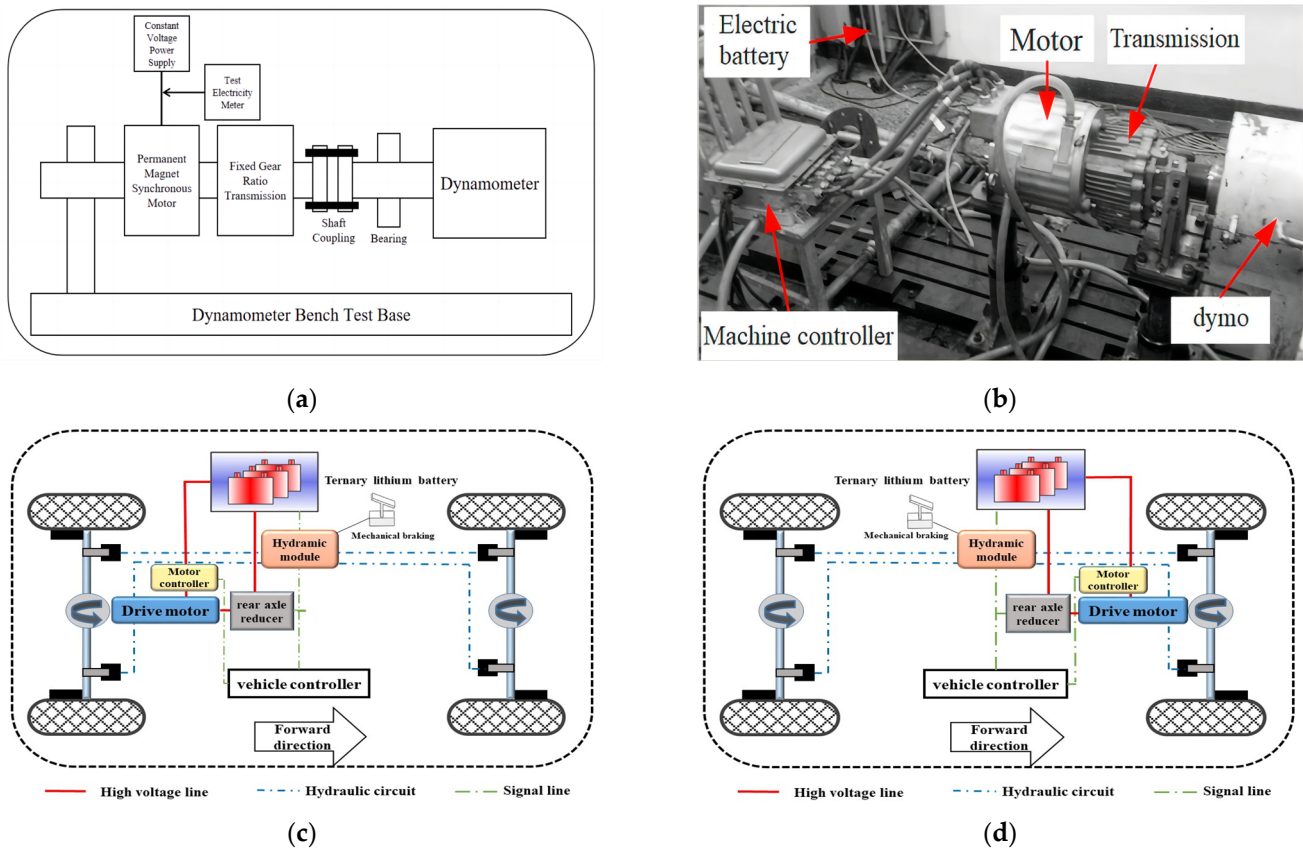 Constant
Voltage
Power
Supply
Test
Electricity
Meter
Permanent
Magnet
Synchronous
Motor
Fixed Gear
Ratio
Transmission
Shaft
Coupling
Bearing
Dynamometer
Dynamometer Bench Test Base
(a)
Electric
battery
Motor
Transmission
Machine controller
dymo
(b)
Ternary lithium battery
Mechanical braking
Hydramic
module
Motor
controller
Drive motor
rear axle
reducer
vehicle controller
Forward
direction
High voltage line
Hydraulic circuit
Signal line
(c)
Ternary lithium battery
Mechanical braking
Hydramic
module
Motor
controller
rear axle
reducer
Drive motor
vehicle controller
Forward
direction
High voltage line
Hydraulic circuit
Signal line
(d)